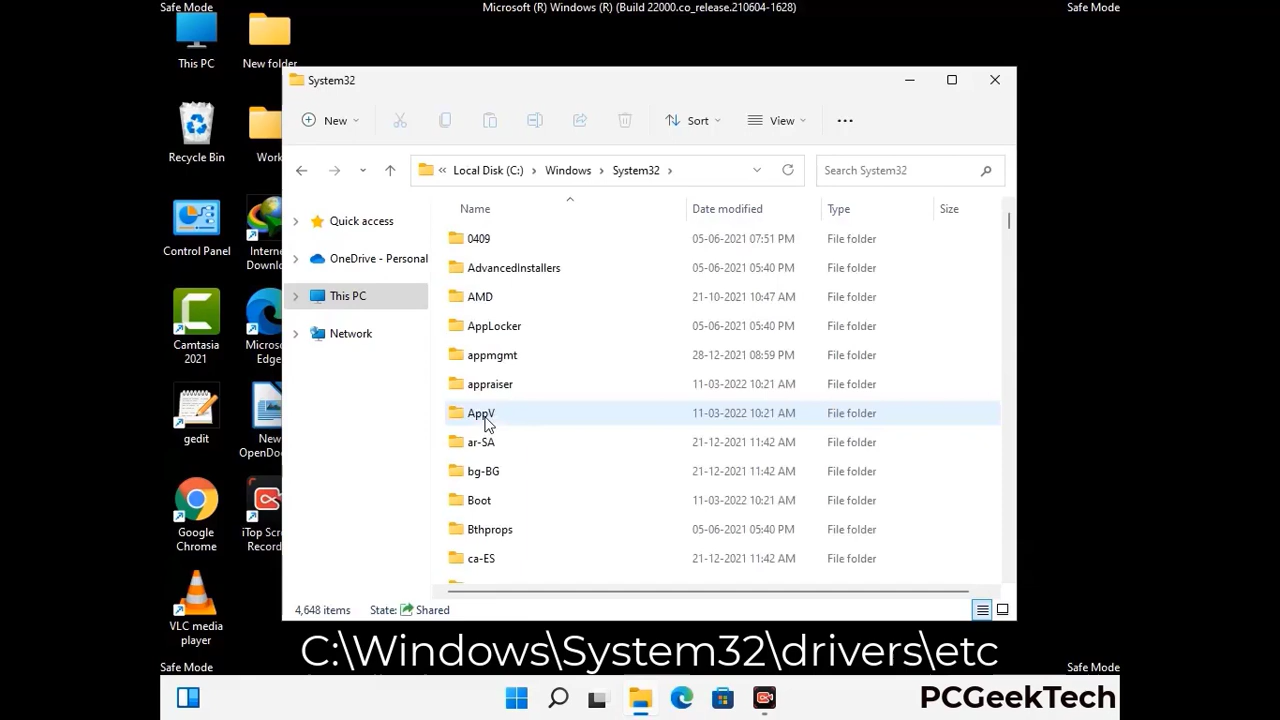 Safe Mode
Microsoft (R) Windows (R) (Build 22000.co_release.210604-1628)
Safe Mode
This PC
New folder
Recycle Bin
Work
Control Panel
Internet
Downlo
Camtasia
2021
Microso
Edge
gedit
New
OpenDo
Google
Chrome
iTop Scre
Record
VLC media
player
System32
New
Sort
View
Local Disk (C:)
Windows
System32
Search System32
Quick access
OneDrive - Personal
This PC
Network
Name
Date modified
Type
Size
0409 05-06-2021 07:51 PM File folder
AdvancedInstallers 05-06-2021 05:40 PM File folder
AMD 21-10-2021 10:47 AM File folder
AppLocker 05-06-2021 05:40 PM File folder
appmgmt 28-12-2021 08:59 PM File folder
appraiser 11-03-2022 10:21 AM File folder
AppV 11-03-2022 10:21 AM File folder
ar-SA 21-12-2021 11:42 AM File folder
bg-BG 21-12-2021 11:42 AM File folder
Boot 11-03-2022 10:21 AM File folder
Bthprops 05-06-2021 05:40 PM File folder
ca-ES 21-12-2021 11:42 AM File folder
4,648 items
State: Shared
C:\Windows\System32\drivers\etc
Safe Mode
Safe Mode
PCGeekTech